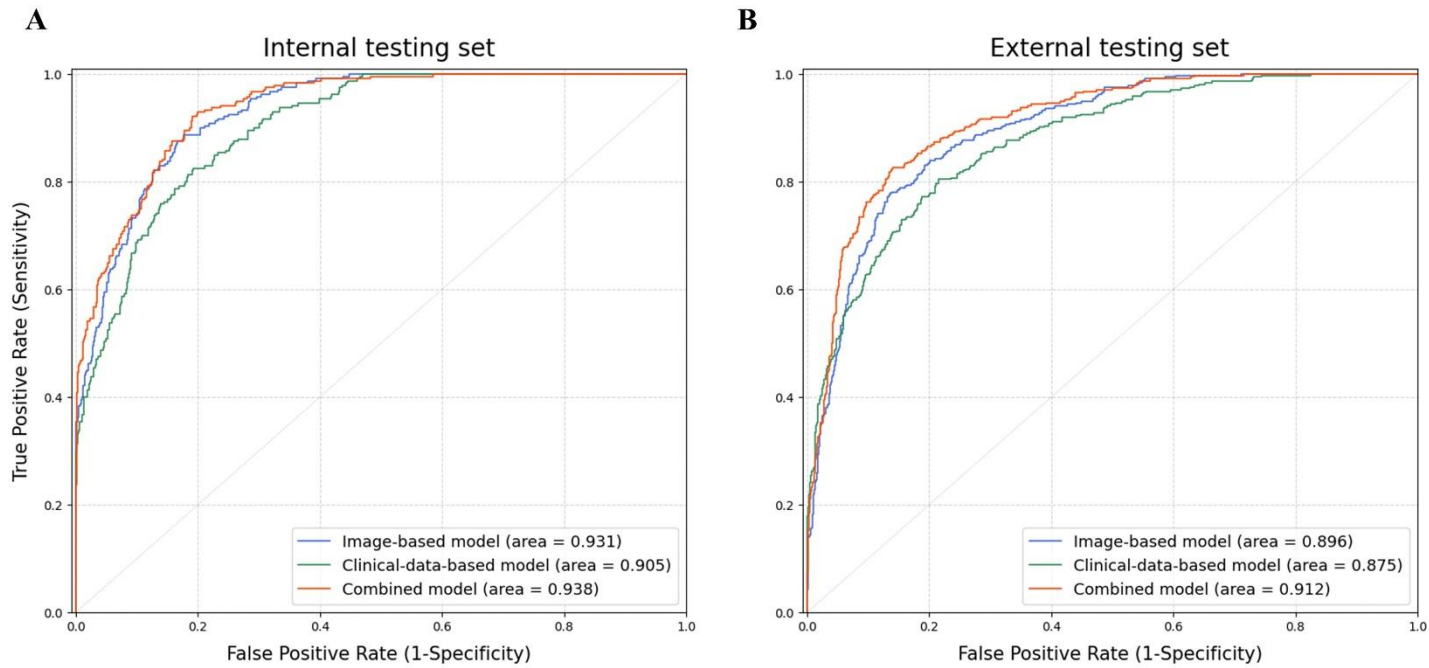 A
Internal testing set
True Positive Rate (Sensitivity)
1.0
0.8
0.6
0.4
0.2
0.0
Image-based model (area = 0.931)
Clinical-data-based model (area = 0.905)
Combined model (area = 0.938)
0.0 0.2 0.4 0.6 0.8 1.0
False Positive Rate (1-Specificity)
B
External testing set
1.0
0.8
0.6
0.4
0.2
0.0
Image-based model (area = 0.896)
Clinical-data-based model (area = 0.875)
Combined model (area = 0.912)
0.0 0.2 0.4 0.6 0.8 1.0
False Positive Rate (1-Specificity)